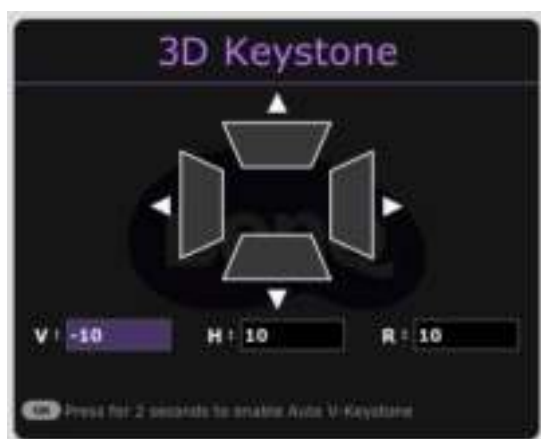 3D Keystone
V : -10 H : 10 R : 10
OK Press for 2 seconds to enable Auto V-Keystone